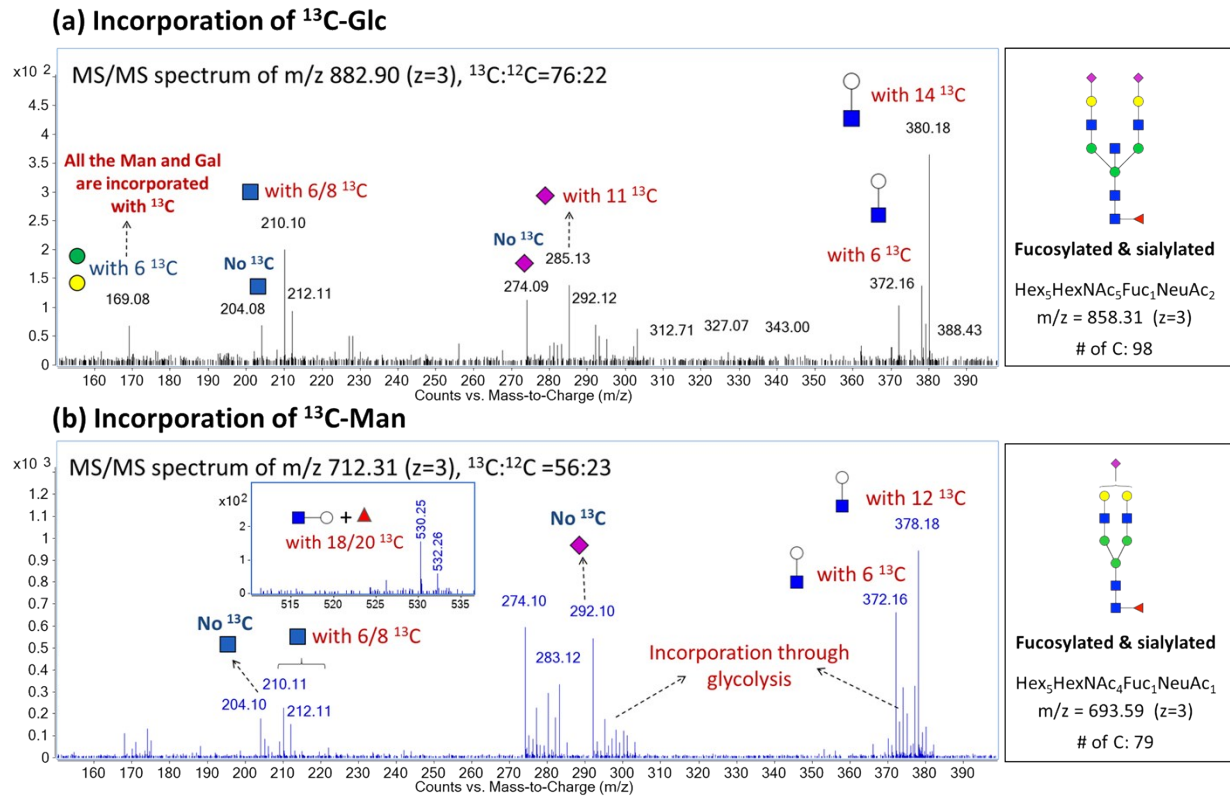 (a) Incorporation of ¹³C-Glc
x10 ²
MS/MS spectrum of m/z 882.90 (z=3), ¹³C:¹²C=76:22
4.5
4
3.5
3
2.5
2
1.5
1
0.5
0
All the Man and Gal
are incorporated
with ¹³C
with 6 ¹³C
169.08
with 6/8 ¹³C
210.10
No ¹³C
204.08
212.11
with 11 ¹³C
No ¹³C
285.13
274.09
292.12
312.71
327.07
343.00
with 14 ¹³C
380.18
with 6 ¹³C
372.16
388.43
160 170 180 190 200 210 220 230 240 250 260 270 280 290 300 310 320 330 340 350 360 370 380 390
Counts vs. Mass-to-Charge (m/z)
Fucosylated & sialylated
Hex₅HexNAc₅Fuc₁NeuAc₂
m/z = 858.31 (z=3)
# of C: 98
(b) Incorporation of ¹³C-Man
x10 ³
MS/MS spectrum of m/z 712.31 (z=3), ¹³C:¹²C =56:23
1.3
1.2
1.1
1
0.9
0.8
0.7
0.6
0.5
0.4
0.3
0.2
0.1
0
x10²
2
1
0
+
with 18/20 ¹³C
530.25
532.26
515 520 525 530 535
No ¹³C
with 6/8 ¹³C
210.11
204.10
212.11
No ¹³C
274.10
292.10
283.12
Incorporation through
glycolysis
with 12 ¹³C
378.18
with 6 ¹³C
372.16
160 170 180 190 200 210 220 230 240 250 260 270 280 290 300 310 320 330 340 350 360 370 380 390
Counts vs. Mass-to-Charge (m/z)
Fucosylated & sialylated
Hex₅HexNAc₄Fuc₁NeuAc₁
m/z = 693.59 (z=3)
# of C: 79